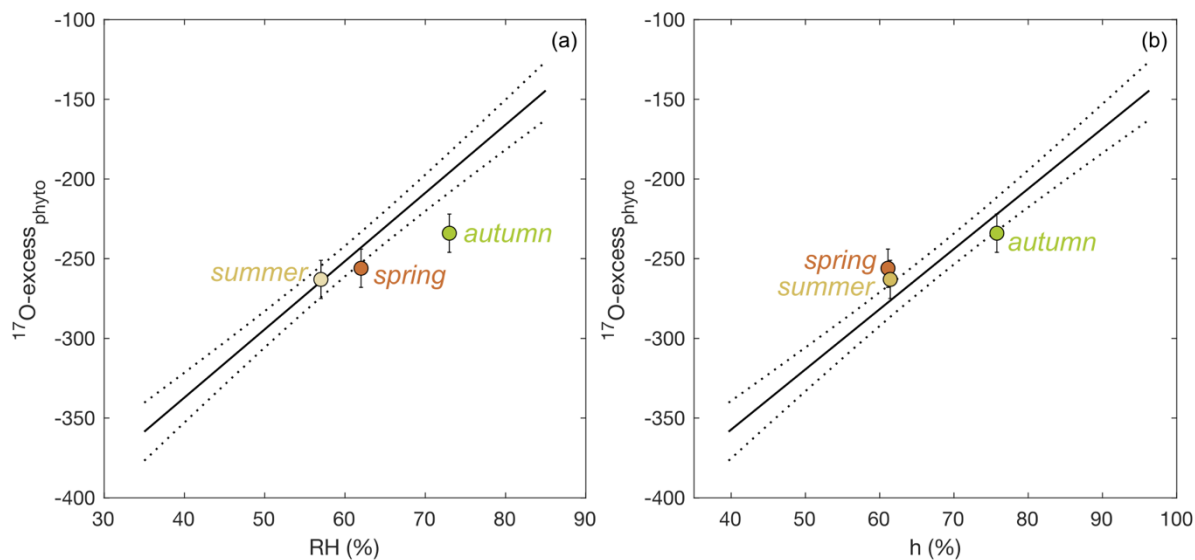 (a)
-100
-150
-200
-250
-300
-350
-400
17O-excessphyto
summer
spring
autumn
30 40 50 60 70 80 90
RH (%)
(b)
-100
-150
-200
-250
-300
-350
-400
17O-excessphyto
spring
summer
autumn
40 50 60 70 80 90 100
h (%)